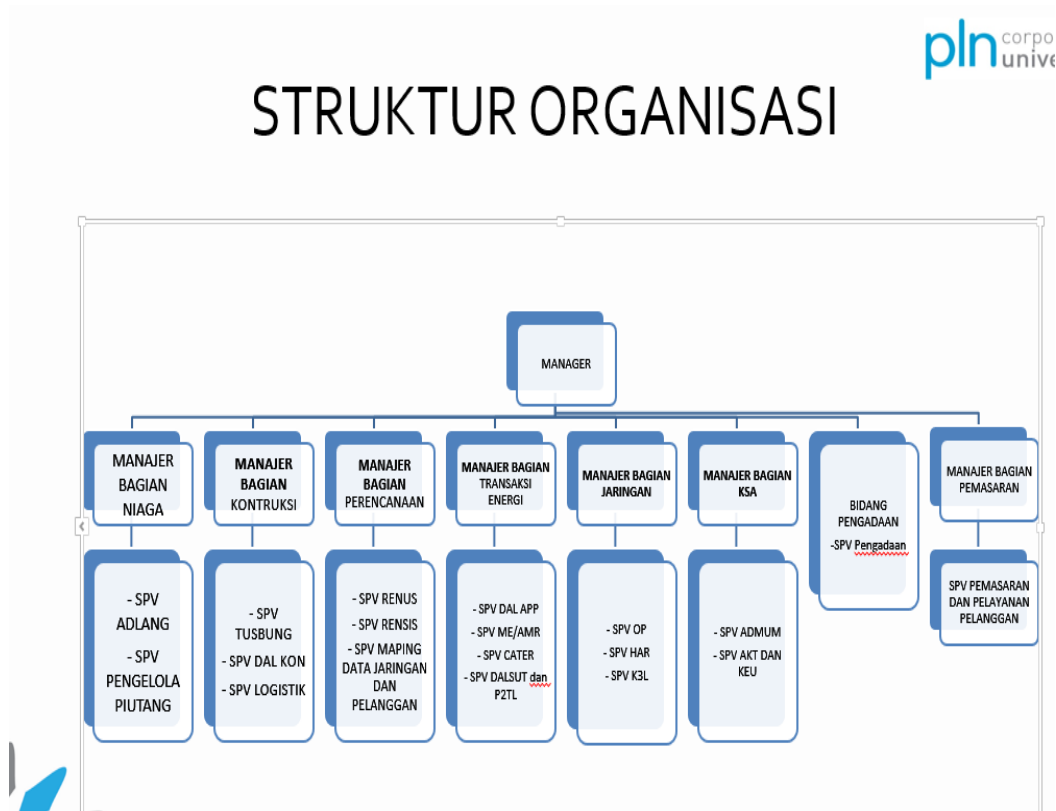 pln corpo
unive
STRUKTUR ORGANISASI
MANAGER
MANAJER
BAGIAN
NIAGA
MANAJER
BAGIAN
KONTRUKSI
MANAJER
BAGIAN
PERENCANAAN
MANAJER BAGIAN
TRANSAKSI
ENERGI
MANAJER BAGIAN
JARINGAN
MANAJER BAGIAN
KSA
BIDANG
PENGADAAN
-SPV Pengadaan
MANAJER BAGIAN
PEMASARAN
- SPV
ADLANG
- SPV
PENGELOLA
PIUTANG
- SPV
TUSBUNG
- SPV DAL KON
- SPV LOGISTIK
- SPV RENUS
- SPV RENSIS
- SPV MAPING
DATA JARINGAN
DAN
PELANGGAN
- SPV DAL APP
- SPV ME/AMR
- SPV CATER
- SPV DALSUT dan
P2TL
- SPV OP
- SPV HAR
- SPV K3L
- SPV ADMUM
- SPV AKT DAN
KEU
SPV PEMASARAN
DAN PELAYANAN
PELANGGAN